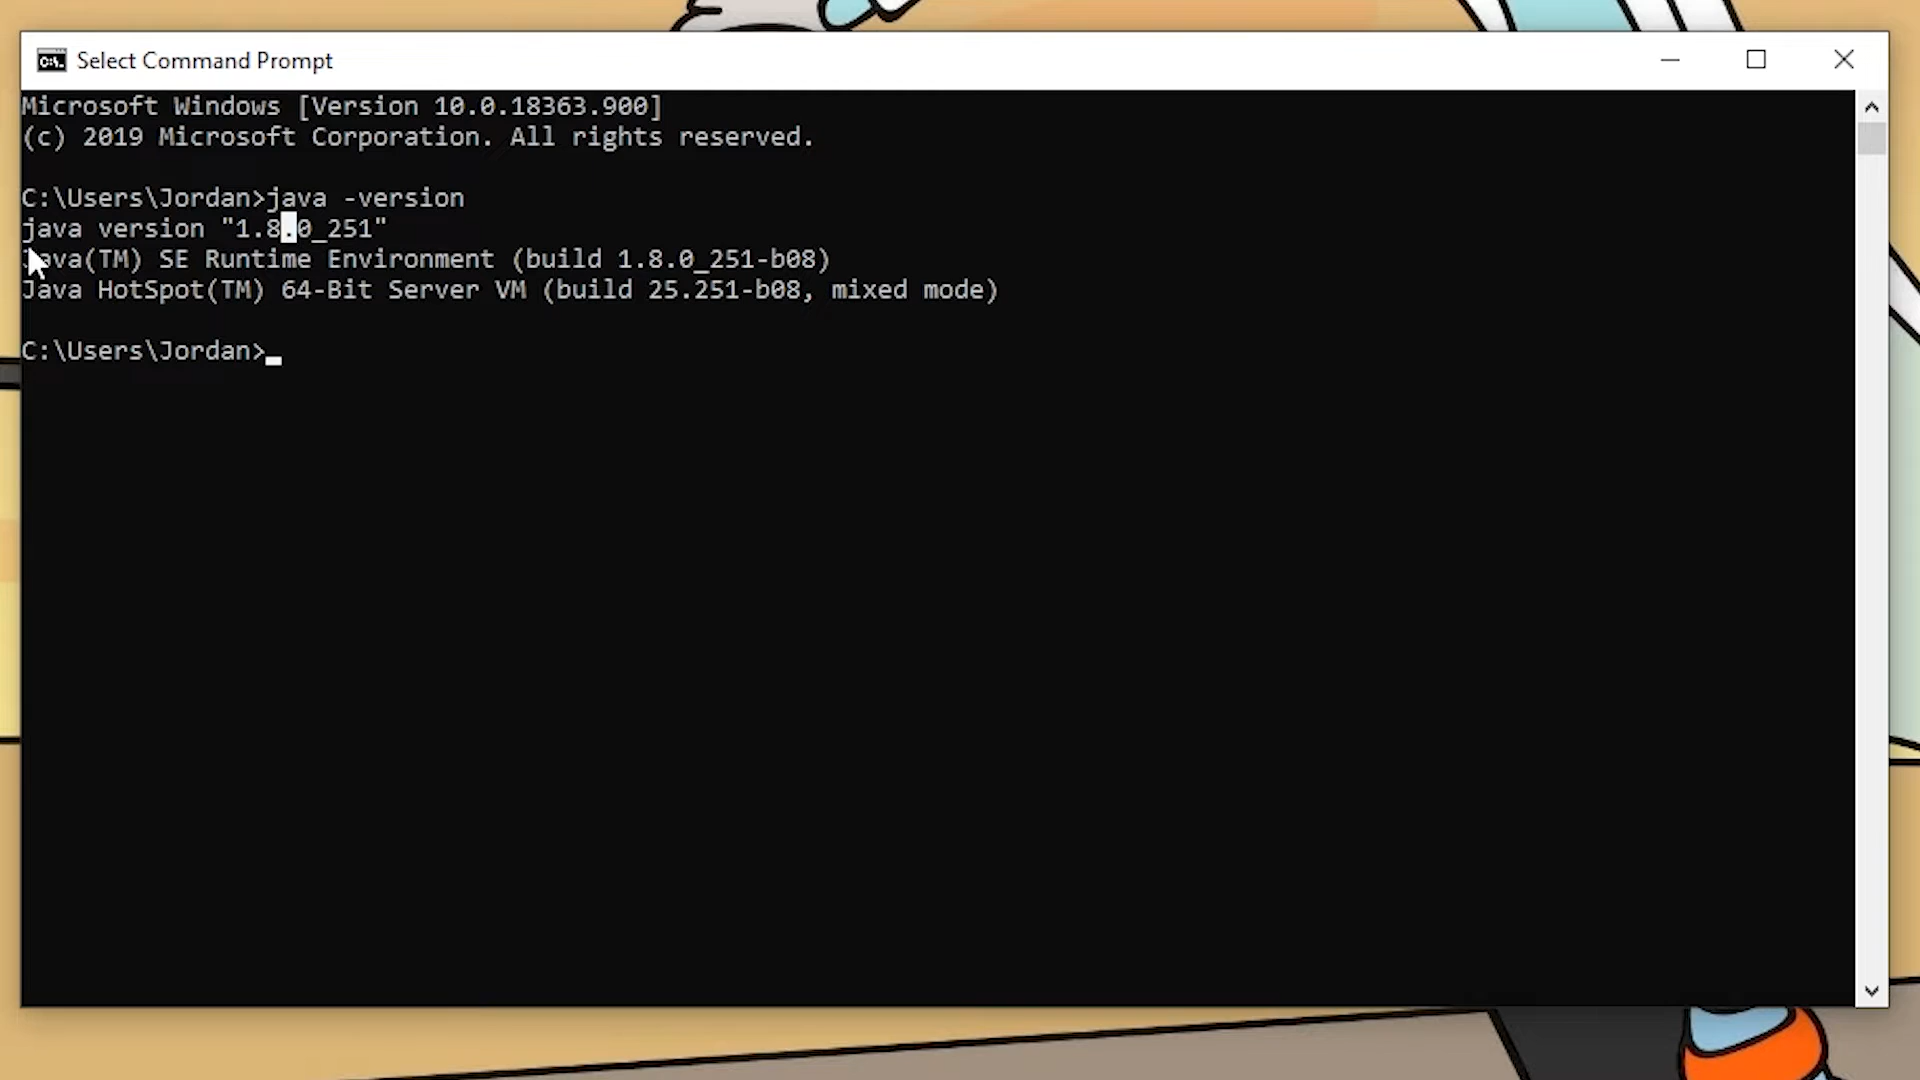 Select Command Prompt
Microsoft Windows [Version 10.0.18363.900]
(c) 2019 Microsoft Corporation. All rights reserved.
C:\Users\Jordan>java -version
java version "1.8.0_251"
Java(TM) SE Runtime Environment (build 1.8.0_251-b08)
Java HotSpot(TM) 64-Bit Server VM (build 25.251-b08, mixed mode)
C:\Users\Jordan>